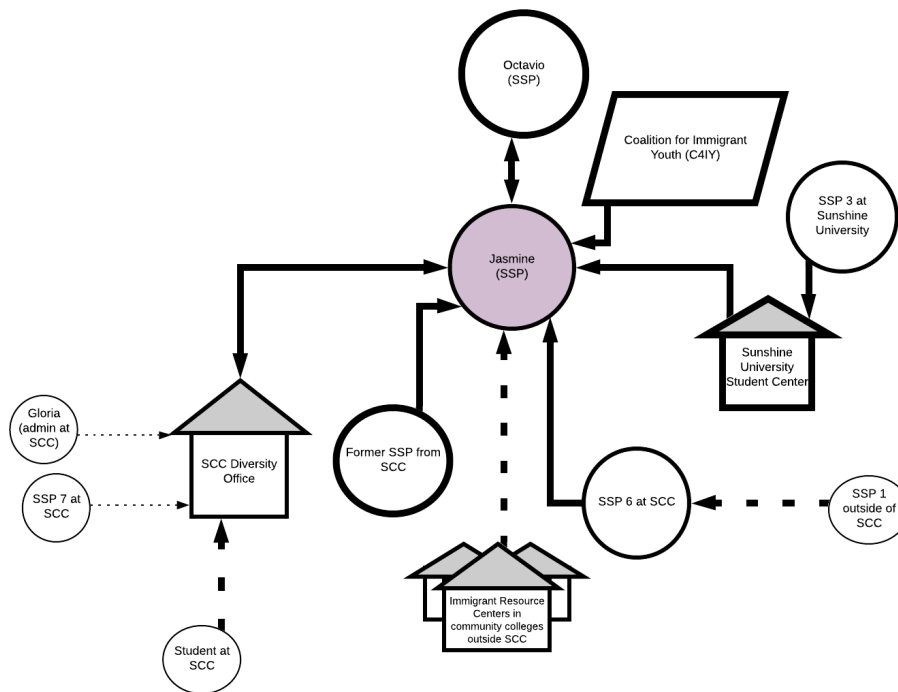 Octavio
(SSP)
Coalition for Immigrant
Youth (C4IY)
SSP 3 at
Sunshine
University
Jasmine
(SSP)
Sunshine
University
Student Center
Gloria
(admin at
SCC)
SCC Diversity
Office
Former SSP from
SCC
SSP 7 at
SCC
SSP 6 at SCC
SSP 1
outside of
SCC
Immigrant Resource
Centers in
community colleges
outside SCC
Student at
SCC